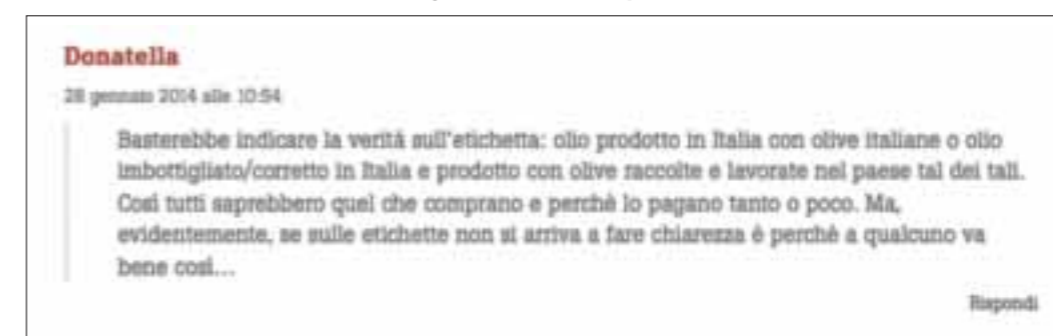 Donatella
28 gennaio 2014 alle 10:54
Basterebbe indicare la verità sull'etichetta: olio prodotto in Italia con olive italiane o olio
imbottigliato/corretto in Italia e prodotto con olive raccolte e lavorate nel paese tal dei tali.
Così tutti saprebbero quel che comprano e perchè lo pagano tanto o poco. Ma,
evidentemente, se sulle etichette non si arriva a fare chiarezza è perchè a qualcuno va
bene così...
Rispondi